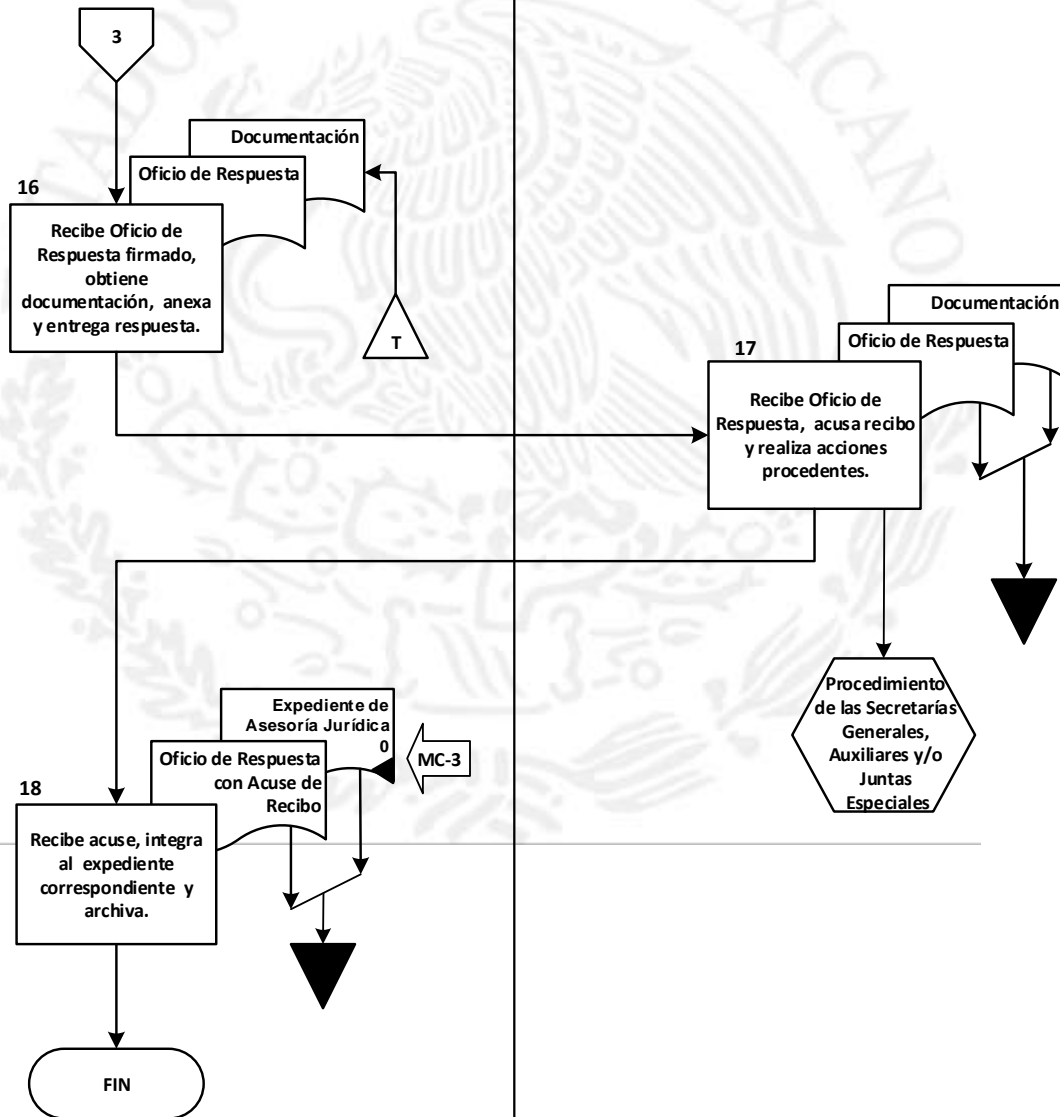 3
Documentación
Oficio de Respuesta
16
Recibe Oficio de
Respuesta firmado,
obtiene
documentación, anexa
y entrega respuesta.
T
Documentación
Oficio de Respuesta
17
Recibe Oficio de
Respuesta, acusa recibo
y realiza acciones
procedentes.
Procedimiento
de las Secretarías
Generales,
Auxiliares y/o
Juntas
Especiales
Expediente de
Asesoría Jurídica
0
MC-3
Oficio de Respuesta
con Acuse de
Recibo
18
Recibe acuse, integra
al expediente
correspondiente y
archiva.
FIN